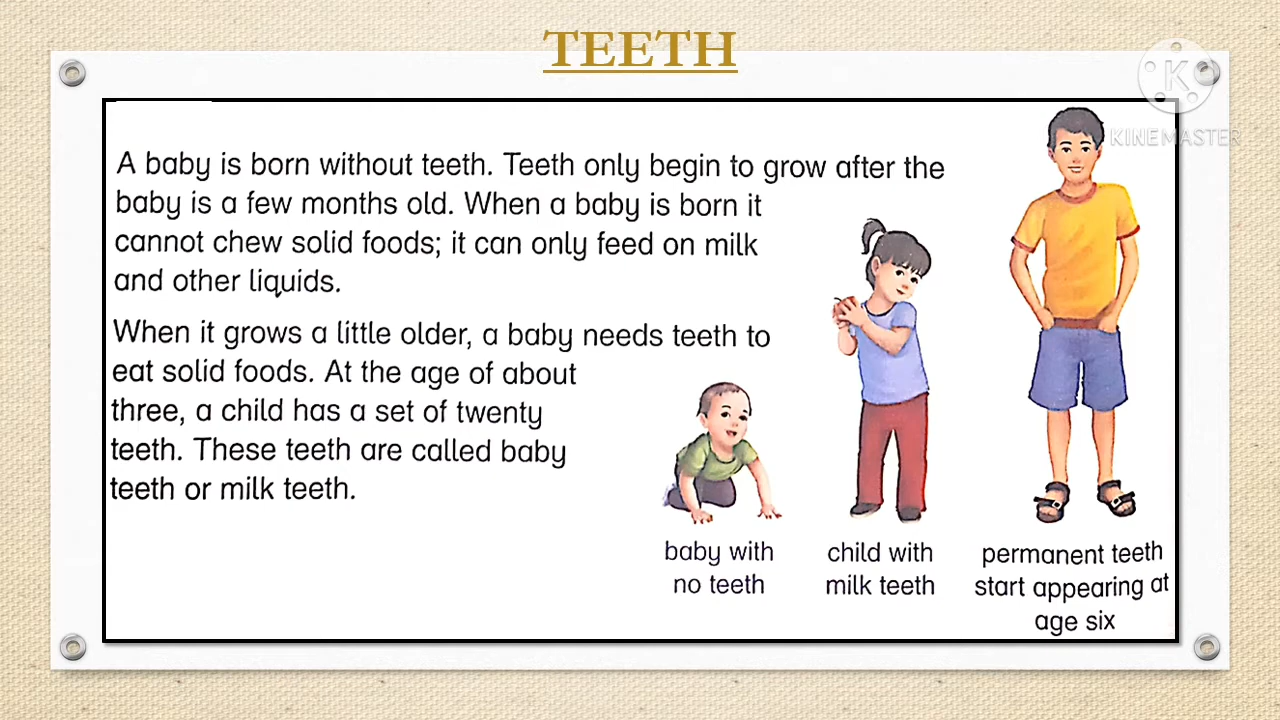 TEETH
K
KINEMASTER
A baby is born without teeth. Teeth only begin to grow after the
baby is a few months old. When a baby is born it
cannot chew solid foods; it can only feed on milk
and other liquids.
When it grows a little older, a baby needs teeth to
eat solid foods. At the age of about
three, a child has a set of twenty
teeth. These teeth are called baby
teeth or milk teeth.
baby with
no teeth
child with
milk teeth
permanent teeth
start appearing at
age six